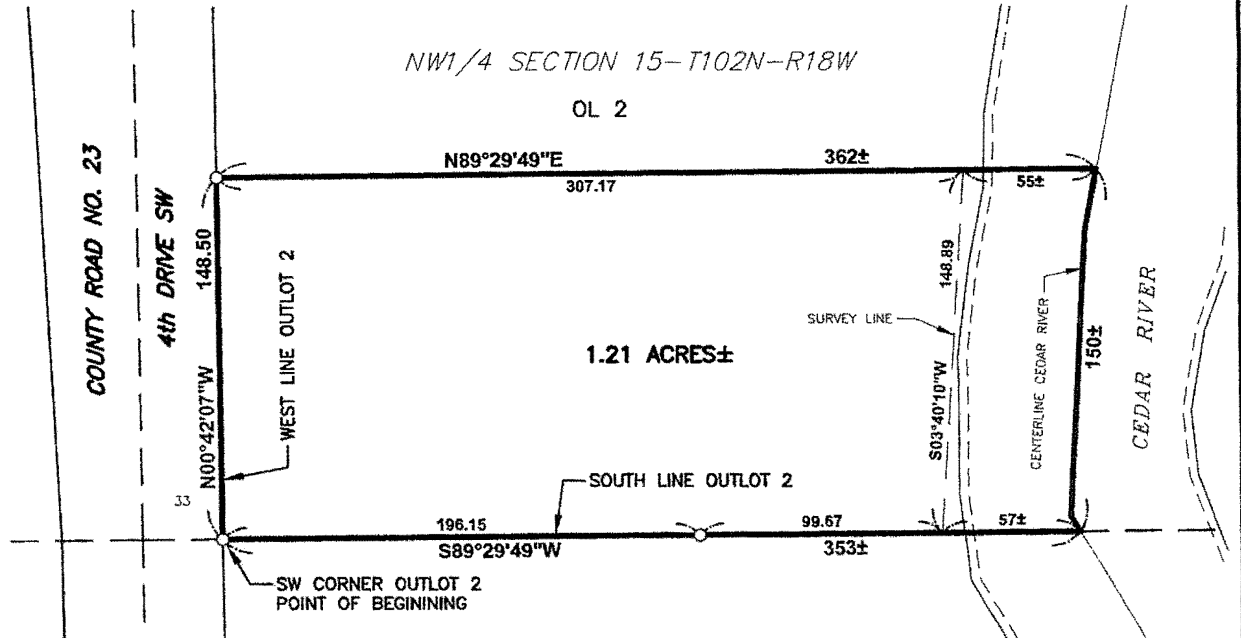 NW1/4 SECTION 15-T102N-R18W
OL 2
N89°29'49"E
362±
307.17
55±
COUNTY ROAD NO. 23
4th DRIVE SW
148.50
N00°42'07"W
WEST LINE OUTLOT 2
148.89
S03°40'10"W
SURVEY LINE
1.21 ACRES±
CENTERLINE CEDAR RIVER
150±
CEDAR RIVER
33
SOUTH LINE OUTLOT 2
196.15
99.67
57±
S89°29'49"W
353±
SW CORNER OUTLOT 2
POINT OF BEGININING